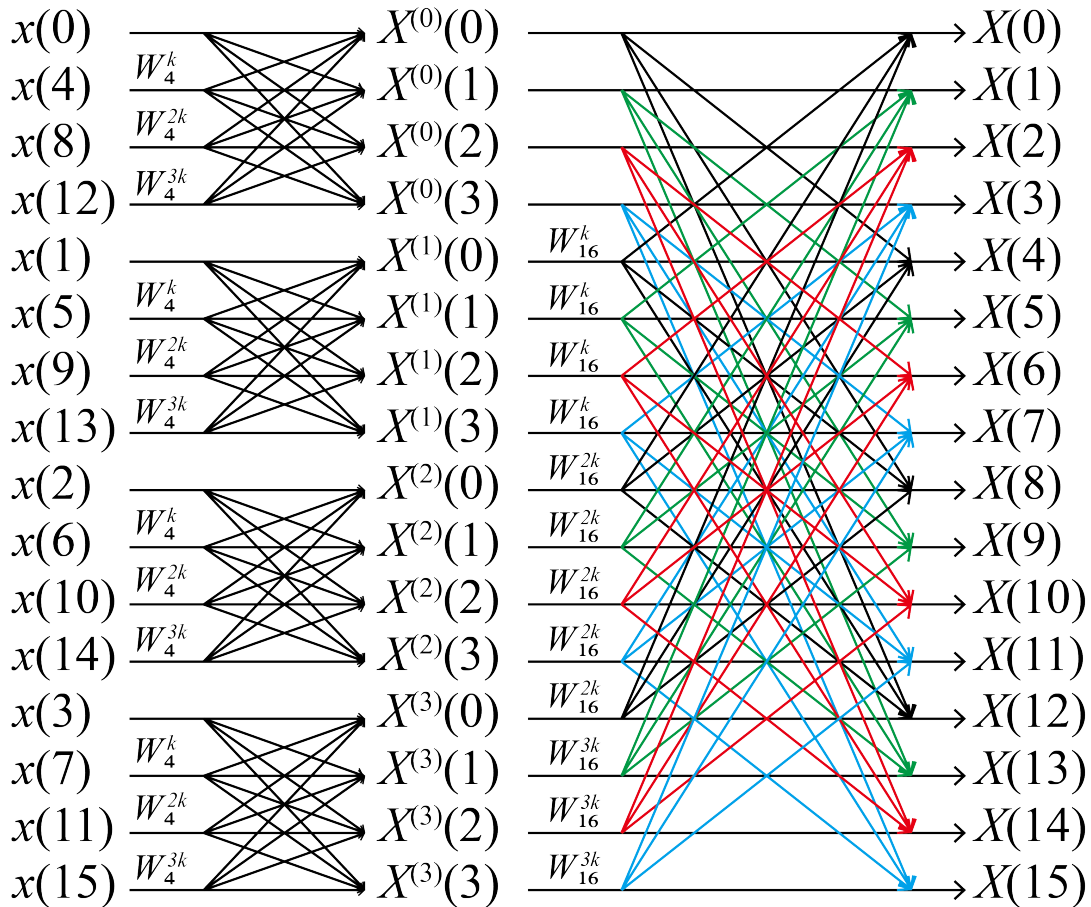 x(0) X^(0)(0) X(0)
x(4) W_4^k X^(0)(1) X(1)
x(8) W_4^2k X^(0)(2) X(2)
x(12) W_4^3k X^(0)(3) X(3)
x(1) X^(1)(0) W_16^k X(4)
x(5) W_4^k X^(1)(1) W_16^k X(5)
x(9) W_4^2k X^(1)(2) W_16^k X(6)
x(13) W_4^3k X^(1)(3) W_16^k X(7)
x(2) X^(2)(0) W_16^2k X(8)
x(6) W_4^k X^(2)(1) W_16^2k X(9)
x(10) W_4^2k X^(2)(2) W_16^2k X(10)
x(14) W_4^3k X^(2)(3) W_16^2k X(11)
x(3) X^(3)(0) W_16^2k X(12)
x(7) W_4^k X^(3)(1) W_16^3k X(13)
x(11) W_4^2k X^(3)(2) W_16^3k X(14)
x(15) W_4^3k X^(3)(3) W_16^3k X(15)